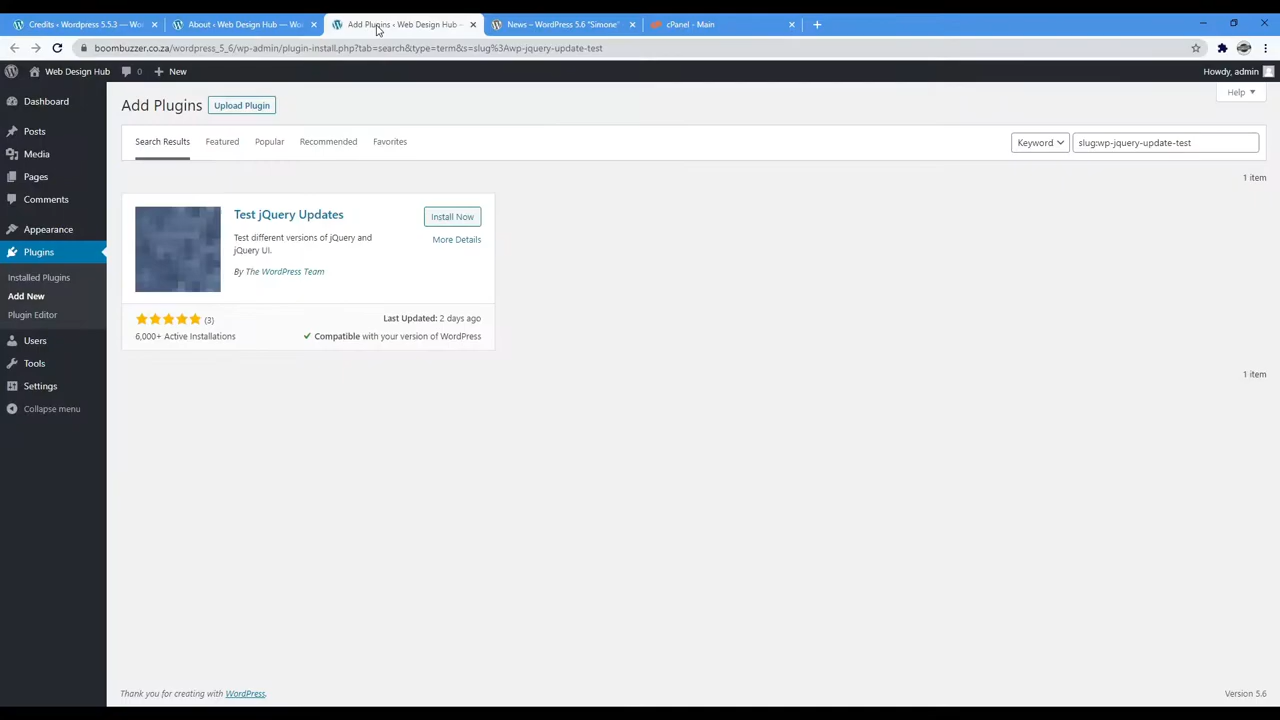 Credits ‹ Wordpress 5.5.3 — Wo
About ‹ Web Design Hub — Wo
Add Plugins ‹ Web Design Hub —
News – WordPress 5.6 "Simone"
cPanel - Main
boombuzzer.co.za/wordpress_5_6/wp-admin/plugin-install.php?tab=search&type=term&s=slug%3Awp-jquery-update-test
Web Design Hub
0
New
Howdy, admin
Dashboard
Posts
Media
Pages
Comments
Appearance
Plugins
Installed Plugins
Add New
Plugin Editor
Users
Tools
Settings
Collapse menu
Help
Add Plugins
Upload Plugin
Search Results
Featured
Popular
Recommended
Favorites
Keyword
slug:wp-jquery-update-test
1 item
Test jQuery Updates
Install Now
Test different versions of jQuery and
jQuery UI.
More Details
By The WordPress Team
(3)
Last Updated: 2 days ago
6,000+ Active Installations
Compatible with your version of WordPress
1 item
Thank you for creating with WordPress.
Version 5.6